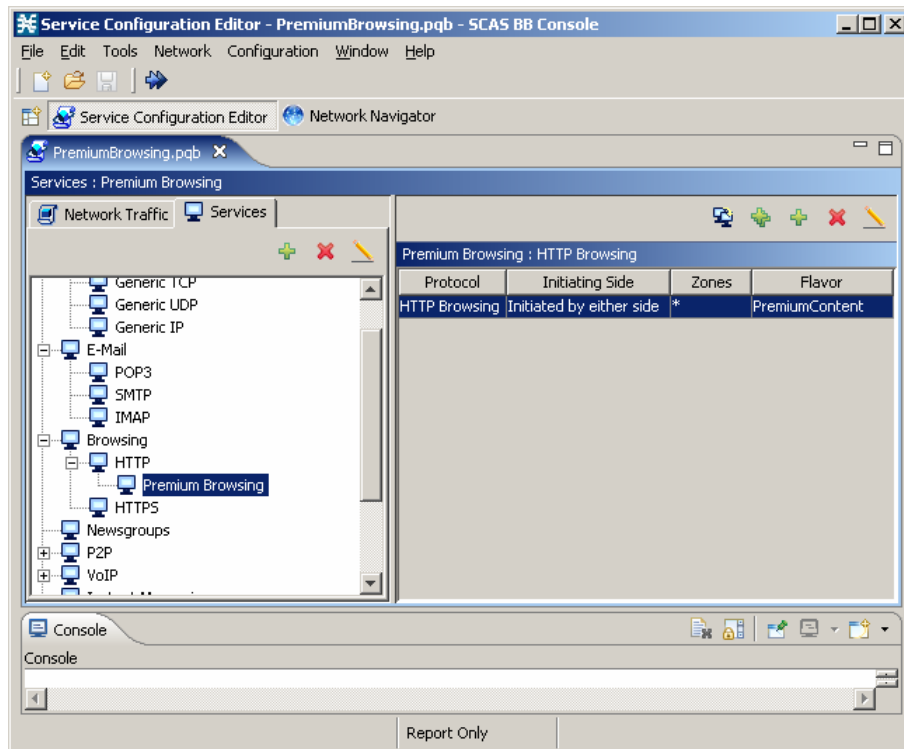 Service Configuration Editor - PremiumBrowsing.pqb - SCAS BB Console
File Edit Tools Network Configuration Window Help
Service Configuration Editor Network Navigator
PremiumBrowsing.pqb
Services : Premium Browsing
Network Traffic Services
Generic TCP
Generic UDP
Generic IP
E-Mail
POP3
SMTP
IMAP
Browsing
HTTP
Premium Browsing
HTTPS
Newsgroups
P2P
VoIP
Premium Browsing : HTTP Browsing
Protocol Initiating Side Zones Flavor
HTTP Browsing Initiated by either side * PremiumContent
Console
Console
Report Only